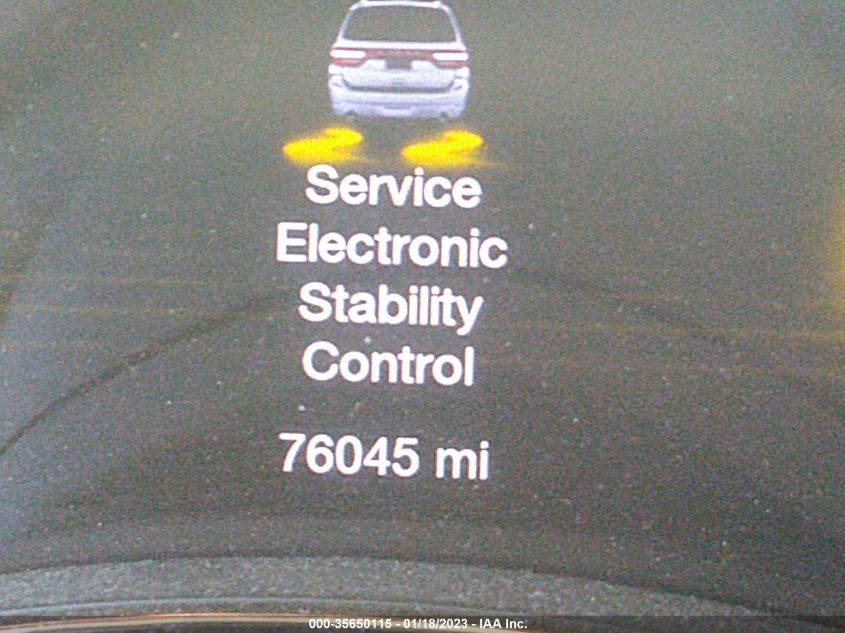 Service
Electronic
Stability
Control
76045 mi
000-35650115 - 01/18/2023 - IAA Inc.